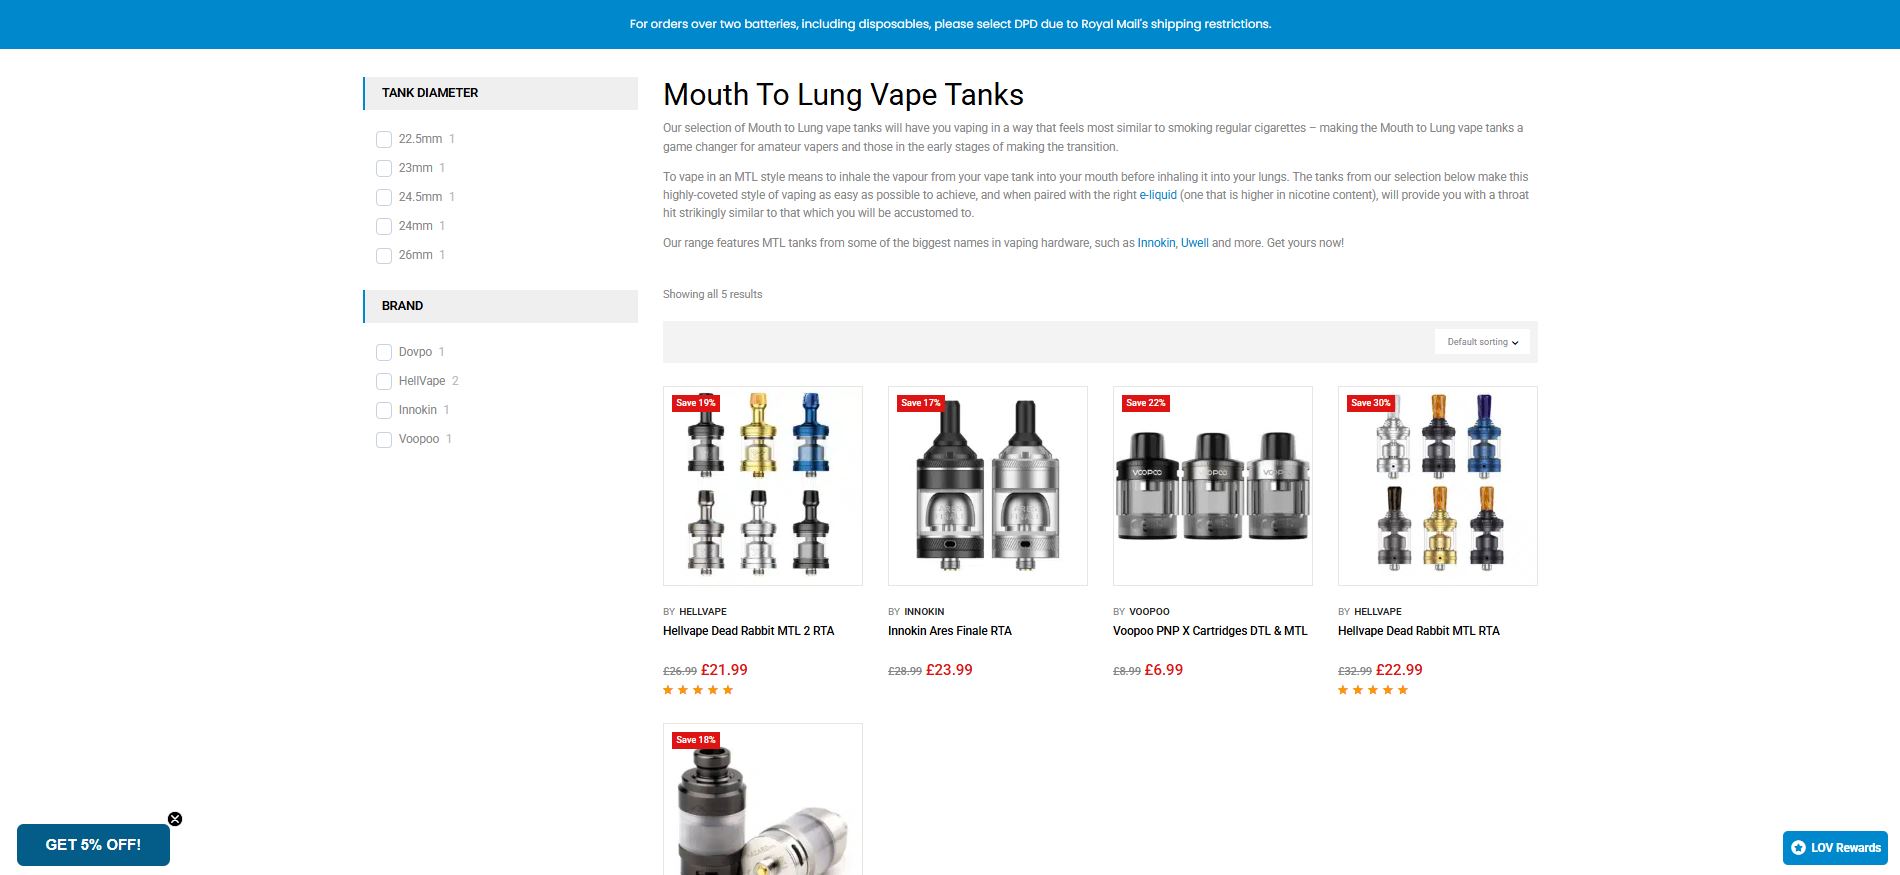 For orders over two batteries, including disposables, please select DPD due to Royal Mail's shipping restrictions.
TANK DIAMETER
22.5mm 1
23mm 1
24.5mm 1
24mm 1
26mm 1
BRAND
Dovpo 1
HellVape 2
Innokin 1
Voopoo 1
Mouth To Lung Vape Tanks
Our selection of Mouth to Lung vape tanks will have you vaping in a way that feels most similar to smoking regular cigarettes – making the Mouth to Lung vape tanks a
game changer for amateur vapers and those in the early stages of making the transition.
To vape in an MTL style means to inhale the vapour from your vape tank into your mouth before inhaling it into your lungs. The tanks from our selection below make this
highly-coveted style of vaping as easy as possible to achieve, and when paired with the right e-liquid (one that is higher in nicotine content), will provide you with a throat
hit strikingly similar to that which you will be accustomed to.
Our range features MTL tanks from some of the biggest names in vaping hardware, such as Innokin, Uwell and more. Get yours now!
Showing all 5 results
Default sorting
Save 19%
BY HELLVAPE
Hellvape Dead Rabbit MTL 2 RTA
£26.99 £21.99
Save 17%
ARES
FINALE
BY INNOKIN
Innokin Ares Finale RTA
£28.99 £23.99
Save 22%
VOOPOO VOOPOO VOOPOO
BY VOOPOO
Voopoo PNP X Cartridges DTL & MTL
£8.99 £6.99
Save 30%
BY HELLVAPE
Hellvape Dead Rabbit MTL RTA
£32.99 £22.99
Save 18%
GET 5% OFF!
LOV Rewards